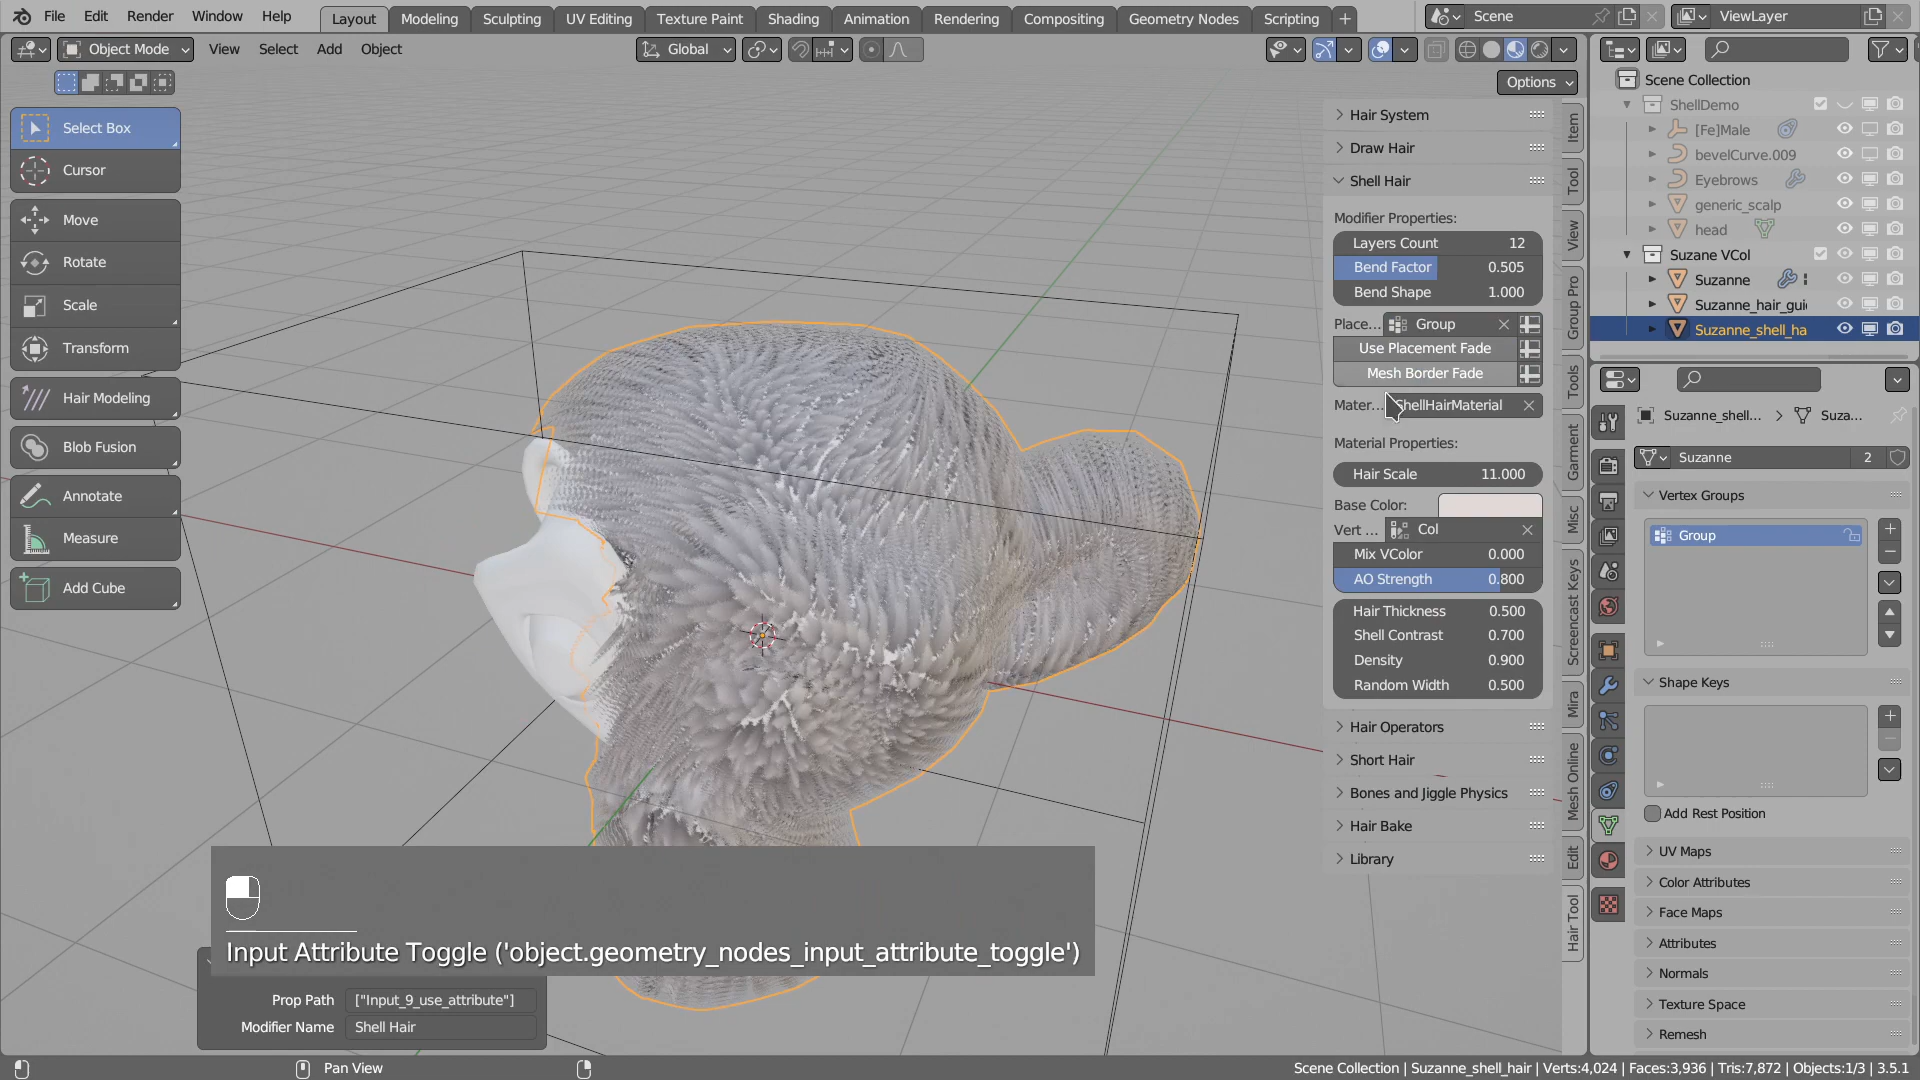 File Edit Render Window Help Layout Modeling Sculpting UV Editing Texture Paint Shading Animation Rendering Compositing Geometry Nodes Scripting + Scene ViewLayer
Object Mode View Select Add Object Global
Options
Select Box
Cursor
Move
Rotate
Scale
Transform
Hair Modeling
Blob Fusion
Annotate
Measure
Add Cube
Hair System
Draw Hair
Shell Hair
Modifier Properties:
Layers Count 12
Bend Factor 0.505
Bend Shape 1.000
Place... Group
Use Placement Fade
Mesh Border Fade
Mater... ShellHairMaterial
Material Properties:
Hair Scale 11.000
Base Color:
Vert ... Col
Mix VColor 0.000
AO Strength 0.800
Hair Thickness 0.500
Shell Contrast 0.700
Density 0.900
Random Width 0.500
Hair Operators
Short Hair
Bones and Jiggle Physics
Hair Bake
Library
Item
Tool
View
Group Pro
Tools
Garment
Misc
Screencast Keys
Mira
Mesh Online
Edit
Hair Tool
Scene Collection
ShellDemo
[Fe]Male
bevelCurve.009
Eyebrows
generic_scalp
head
Suzane VCol
Suzanne
Suzanne_hair_gui
Suzanne_shell_ha
Suzanne_shell... Suza...
Suzanne 2
Vertex Groups
Group
Shape Keys
Add Rest Position
UV Maps
Color Attributes
Face Maps
Attributes
Normals
Texture Space
Remesh
Input Attribute Toggle ('object.geometry_nodes_input_attribute_toggle')
Prop Path ["Input_9_use_attribute"]
Modifier Name Shell Hair
Pan View
Scene Collection | Suzanne_shell_hair | Verts:4,024 | Faces:3,936 | Tris:7,872 | Objects:1/3 | 3.5.1